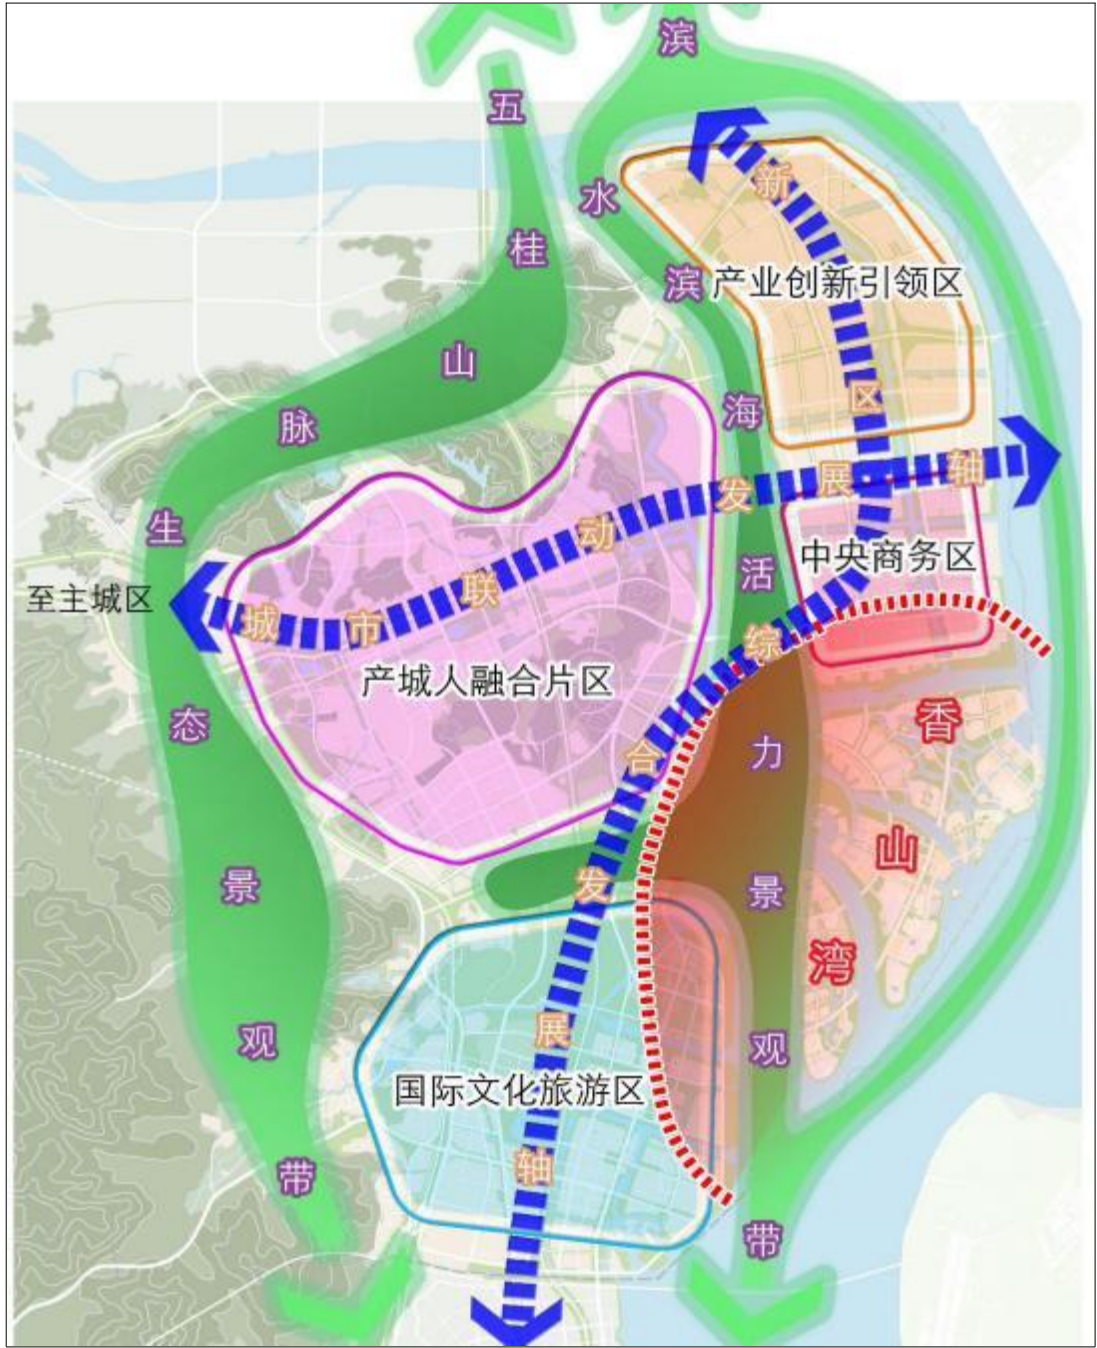 五桂山脉生态景观带
滨水滨海活力景观带
新区综合发展轴
产业创新引领区
城市联动发展轴
中央商务区
至主城区
产城人融合片区
香山湾
国际文化旅游区